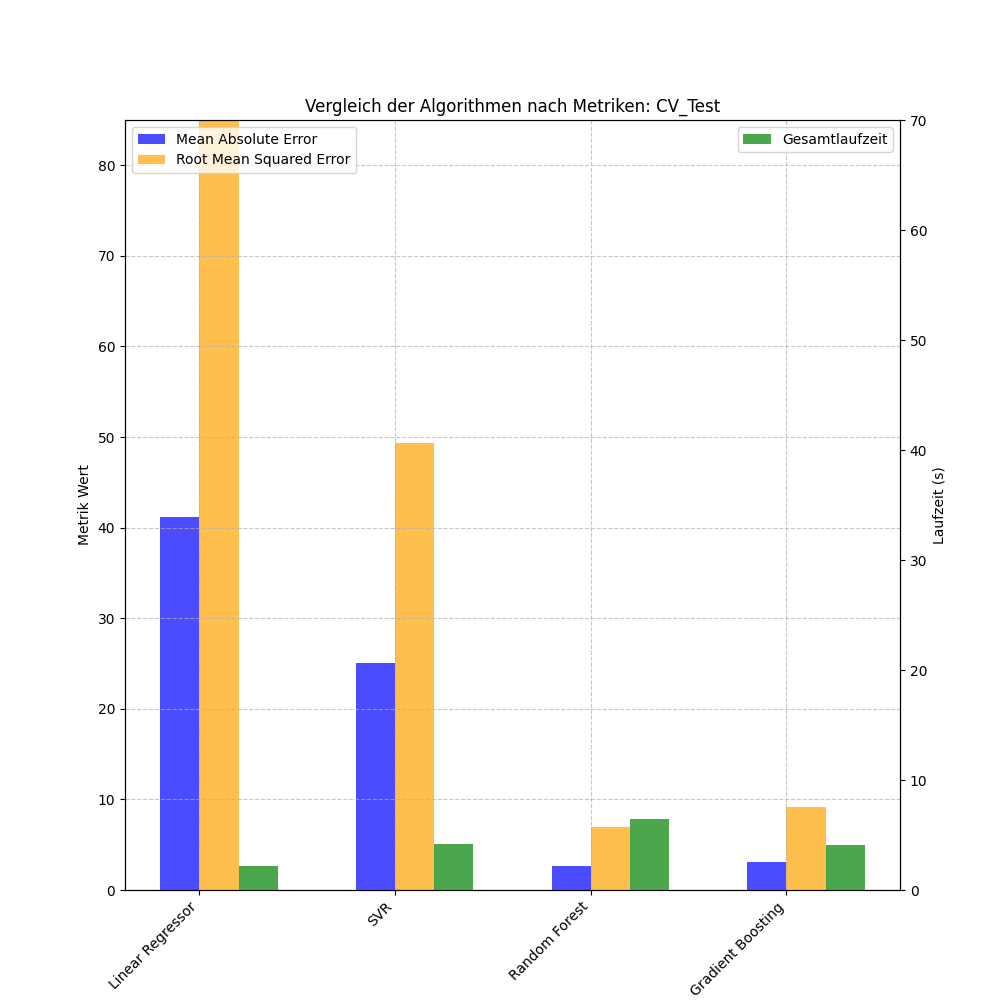 Vergleich der Algorithmen nach Metriken: CV_Test
Mean Absolute Error
Root Mean Squared Error
Gesamtlaufzeit
Metrik Wert
80
70
60
50
40
30
20
10
0
Laufzeit (s)
70
60
50
40
30
20
10
0
Linear Regressor
SVR
Random Forest
Gradient Boosting